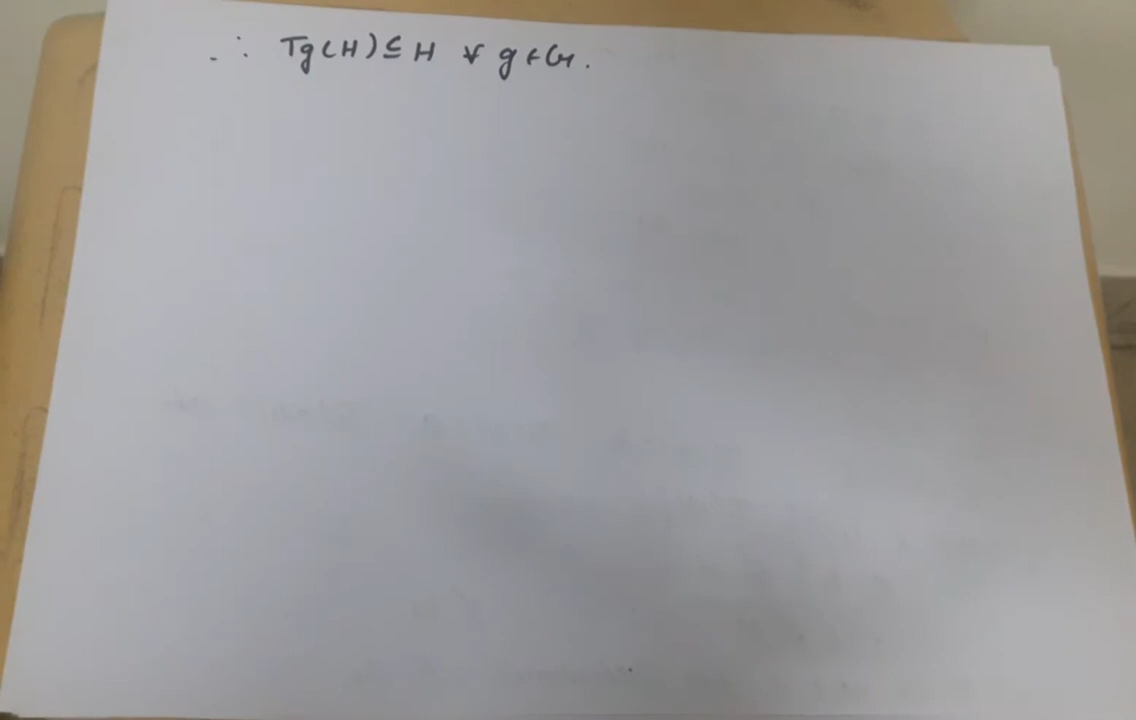 ∴ Tg(H) ⊆ H ∀ g ∈ G.